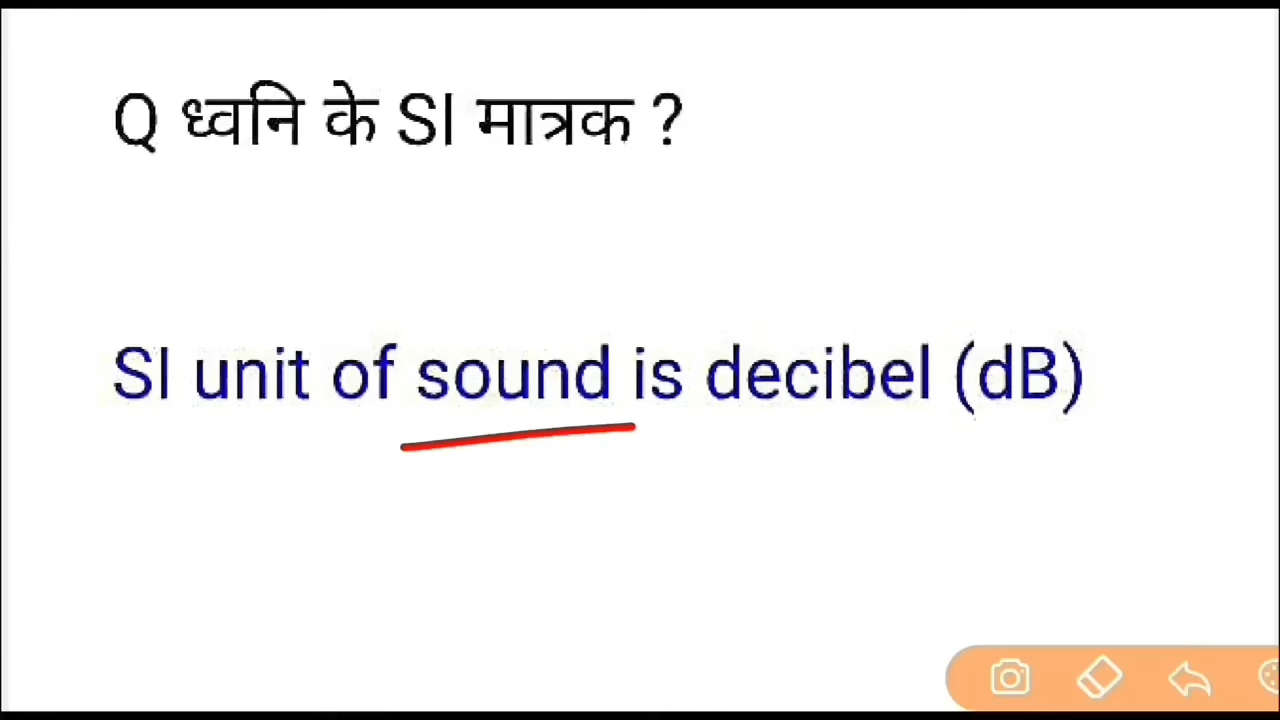 Q ध्वनि के SI मात्रक ?
SI unit of sound is decibel (dB)